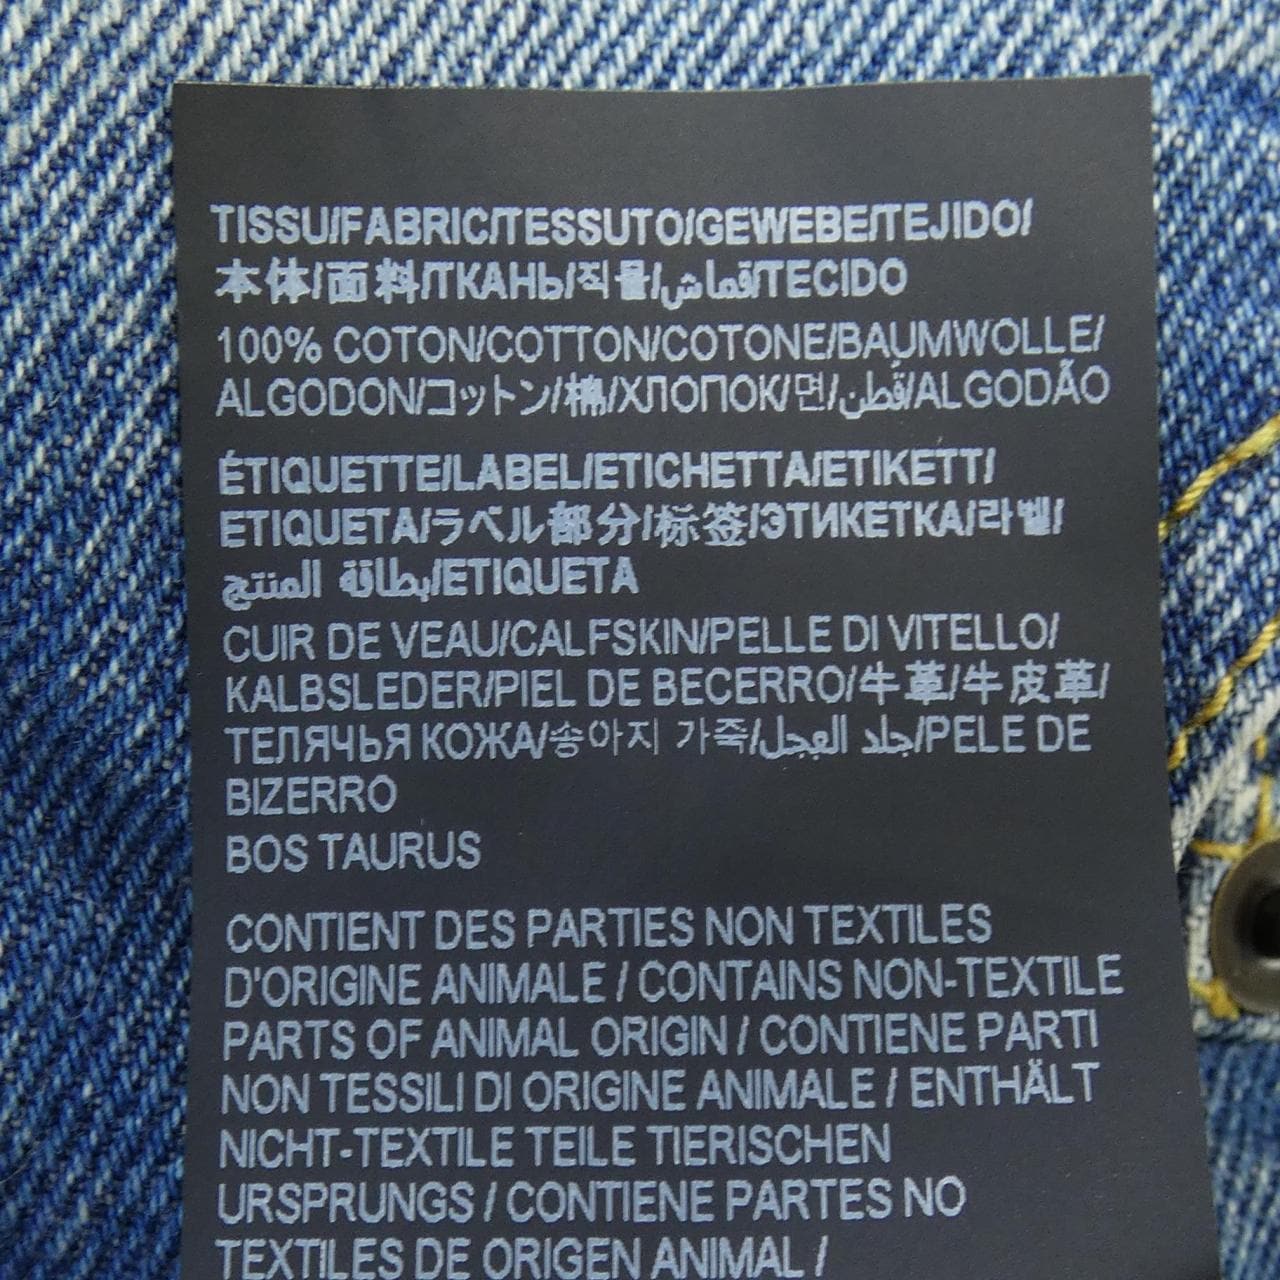 TISSU/FABRIC/TESSUTO/GEWEBE/TEJIDO/
本体/面料/ТКАНЬ/직물/قماش/TECIDO
100% COTON/COTTON/COTONE/BAUMWOLLE/
ALGODON/コットン/棉/ХЛОПОК/면/قُطن/ALGODÃO
ÉTIQUETTE/LABEL/ETICHETTA/ETIKETT/
ETIQUETA/ラベル部分/标签/ЭТИКЕТКА/라벨/
بطاقة المنتج/ETIQUETA
CUIR DE VEAU/CALFSKIN/PELLE DI VITELLO/
KALBSLEDER/PIEL DE BECERRO/牛革/牛皮革/
ТЕЛЯЧЬЯ КОЖА/송아지 가죽/جلد العجل/PELE DE
BIZERRO
BOS TAURUS
CONTIENT DES PARTIES NON TEXTILES
D'ORIGINE ANIMALE / CONTAINS NON-TEXTILE
PARTS OF ANIMAL ORIGIN / CONTIENE PARTI
NON TESSILI DI ORIGINE ANIMALE / ENTHÄLT
NICHT-TEXTILE TEILE TIERISCHEN
URSPRUNGS / CONTIENE PARTES NO
TEXTILES DE ORIGEN ANIMAL /